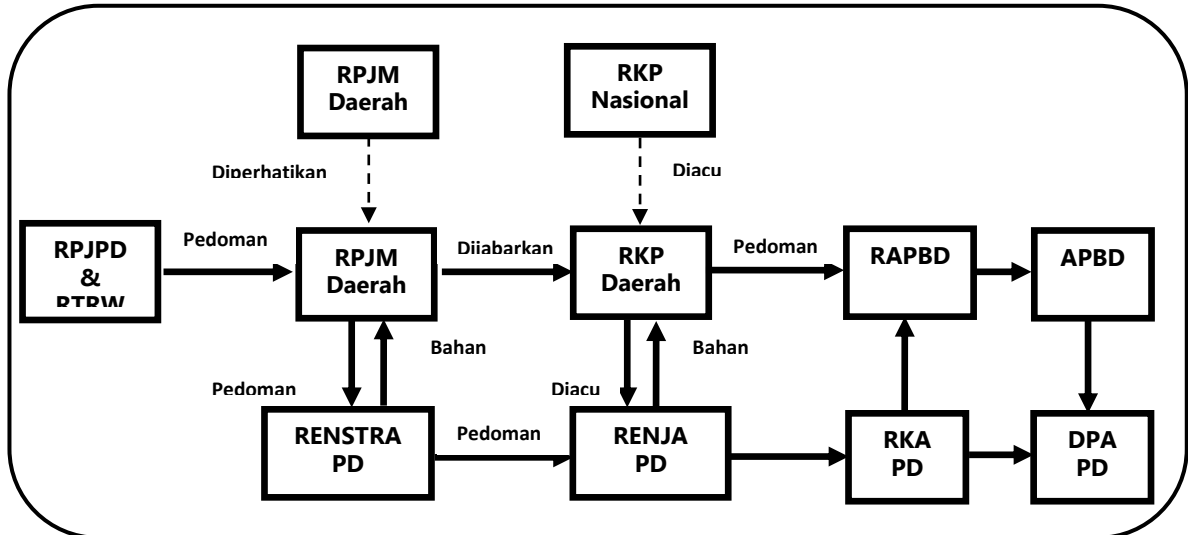 RPJM
Daerah
RKP
Nasional
Diperhatikan
Diacu
RPJPD
&
RTRW
Pedoman
RPJM
Daerah
Dijabarkan
RKP
Daerah
Pedoman
RAPBD
APBD
Bahan
Bahan
Pedoman
Diacu
RENSTRA
PD
Pedoman
RENJA
PD
RKA
PD
DPA
PD